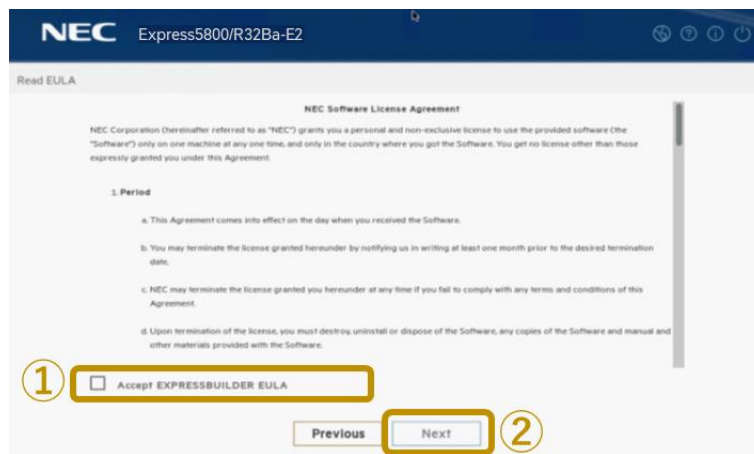 NEC Express5800/R32Ba-E2
Read EULA
NEC Software License Agreement
NEC Corporation (hereinafter referred to as "NEC") grants you a personal and non-exclusive license to use the provided software (the
"Software") only on one machine at any one time, and only in the country where you got the Software. You get no license other than those
expressly granted you under this Agreement.
1. Period
a. This Agreement comes into effect on the day when you received the Software.
b. You may terminate the license granted hereunder by notifying us in writing at least one month prior to the desired termination
date.
c. NEC may terminate the license granted you hereunder at any time if you fail to comply with any terms and conditions of this
Agreement.
d. Upon termination of the license, you must destroy, uninstall or dispose of the Software, any copies of the Software and manual and
other materials provided with the Software.
① Accept EXPRESSBUILDER EULA
Previous Next ②